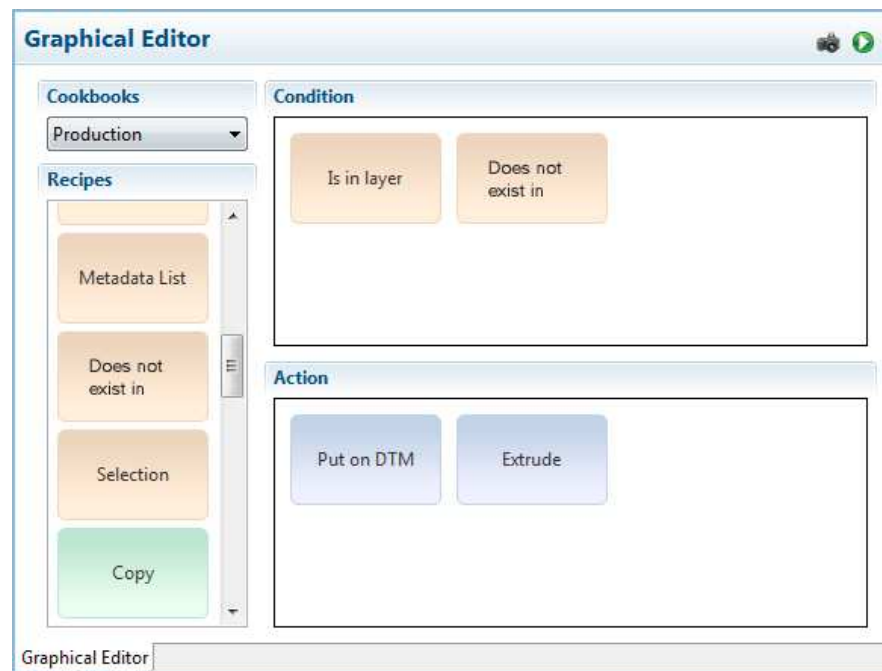 Graphical Editor
Cookbooks
Production
Recipes
Metadata List
Does not
exist in
Selection
Copy
Condition
Is in layer
Does not
exist in
Action
Put on DTM
Extrude
Graphical Editor